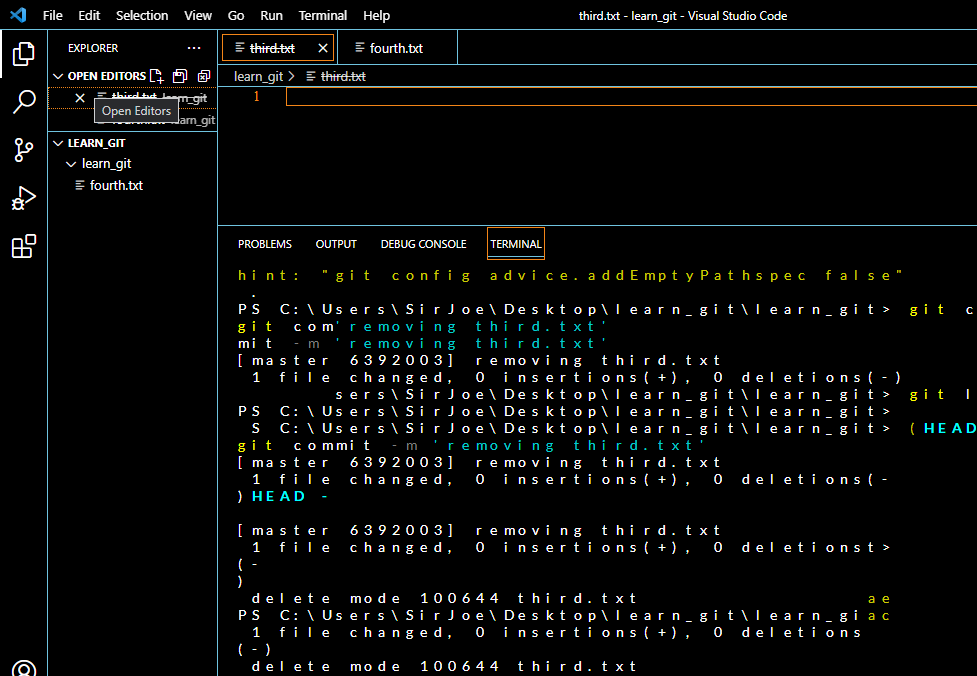 File Edit Selection View Go Run Terminal Help
third.txt - learn_git - Visual Studio Code
EXPLORER
third.txt
fourth.txt
OPEN EDITORS
learn_git > third.txt
third.txt learn_git
1
Open Editors
learn_git
LEARN_GIT
learn_git
fourth.txt
PROBLEMS OUTPUT DEBUG CONSOLE TERMINAL
hint: "git config advice.addEmptyPathspec false"
.
PS C:\Users\SirJoe\Desktop\learn_git\learn_git> git c
git com'removing third.txt'
mit -m 'removing third.txt'
[master 6392003] removing third.txt
1 file changed, 0 insertions(+), 0 deletions(-)
sers\SirJoe\Desktop\learn_git\learn_git> git l
PS C:\Users\SirJoe\Desktop\learn_git\learn_git>
S C:\Users\SirJoe\Desktop\learn_git\learn_git> (HEAD
git commit -m 'removing third.txt'
[master 6392003] removing third.txt
1 file changed, 0 insertions(+), 0 deletions(-
)HEAD -
[master 6392003] removing third.txt
1 file changed, 0 insertions(+), 0 deletionst>
(-
)
delete mode 100644 third.txt ae
PS C:\Users\SirJoe\Desktop\learn_git\learn_giac
1 file changed, 0 insertions(+), 0 deletions
(-)
delete mode 100644 third.txt